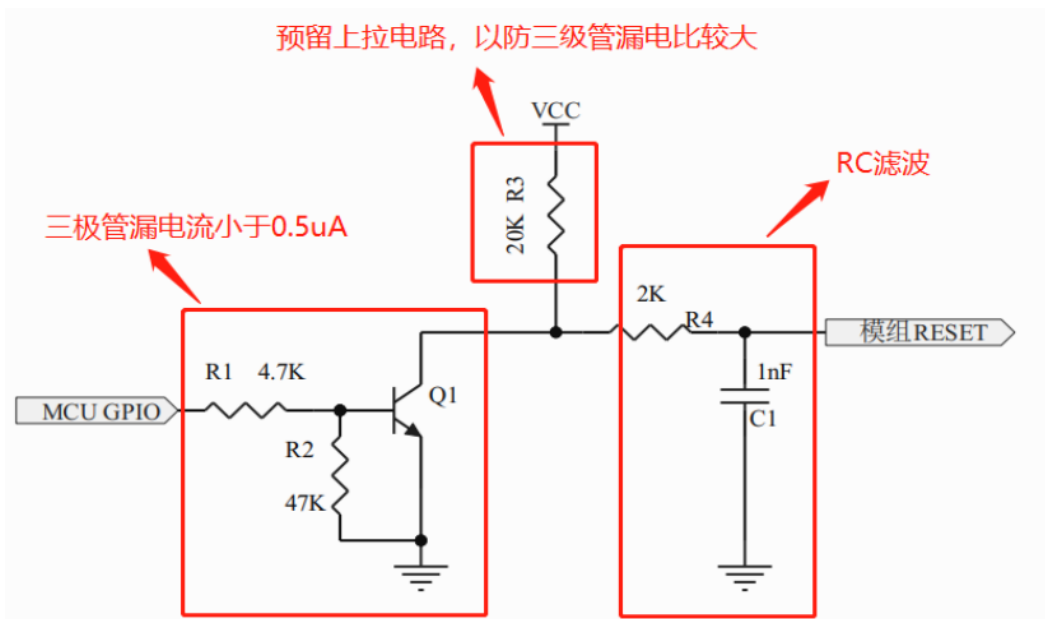 预留上拉电路，以防三级管漏电比较大
VCC
RC滤波
20K R3
三极管漏电流小于0.5uA
2K
R4
模组RESET
R1 4.7K
1nF
Q1
MCU GPIO
C1
R2
47K